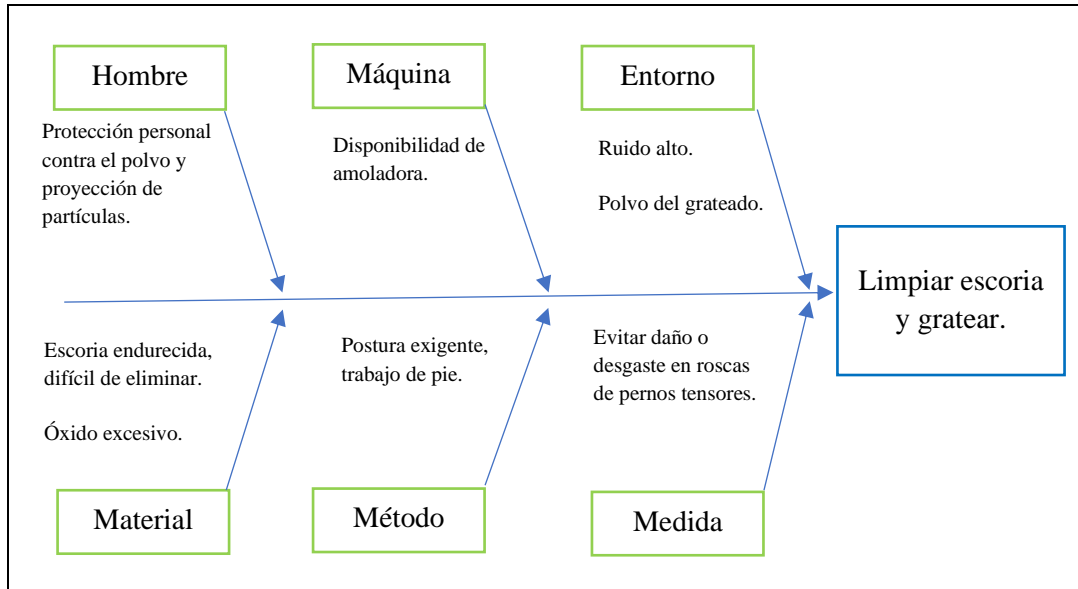 Hombre
Máquina
Entorno
Protección personal
contra el polvo y
proyección de
partículas.
Disponibilidad de
amoladora.
Ruido alto.
Polvo del grateado.
Limpiar escoria
y gratear.
Escoria endurecida,
difícil de eliminar.
Óxido excesivo.
Postura exigente,
trabajo de pie.
Evitar daño o
desgaste en roscas
de pernos tensores.
Material
Método
Medida